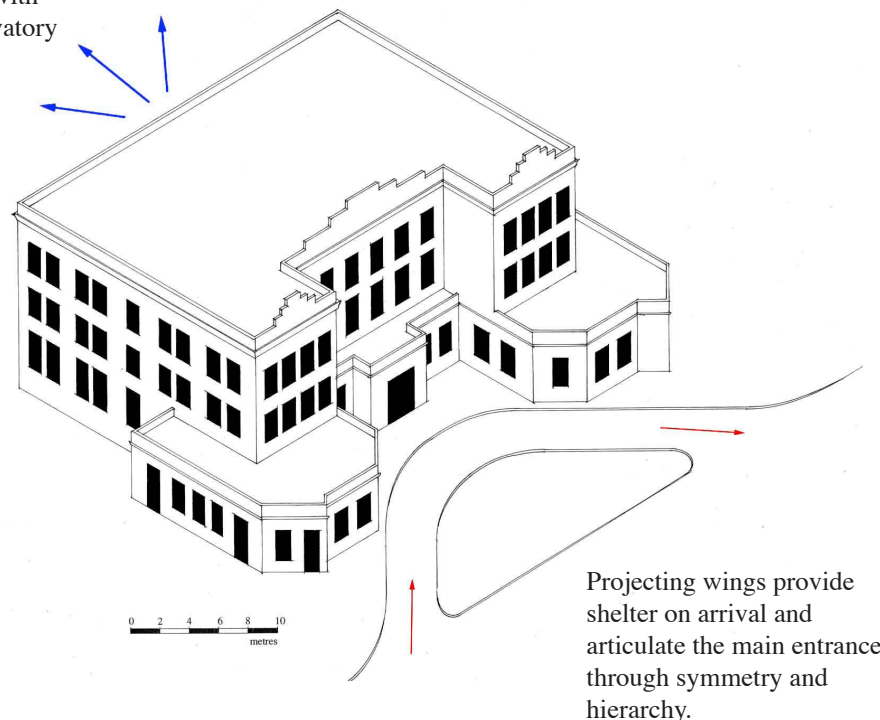 with
vatory
0 2 4 6 8 10
metres
Projecting wings provide
shelter on arrival and
articulate the main entrance
through symmetry and
hierarchy.